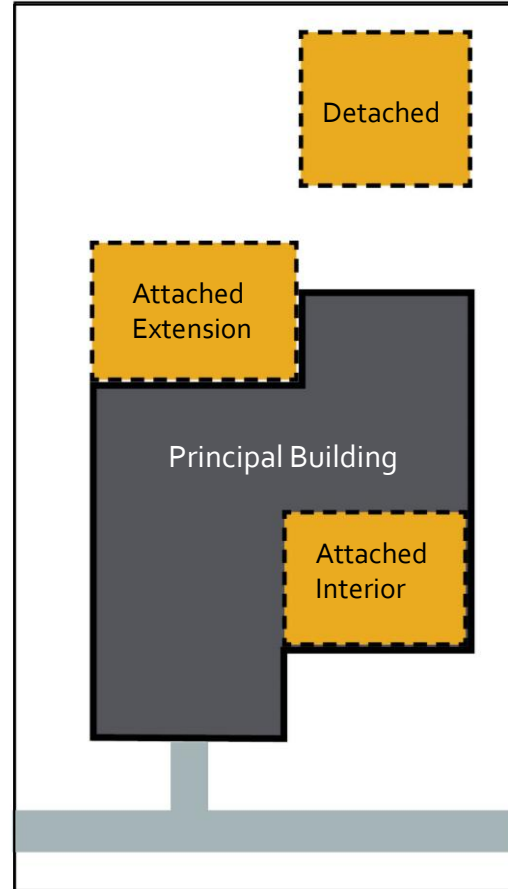 Detached
Attached
Extension
Principal Building
Attached
Interior